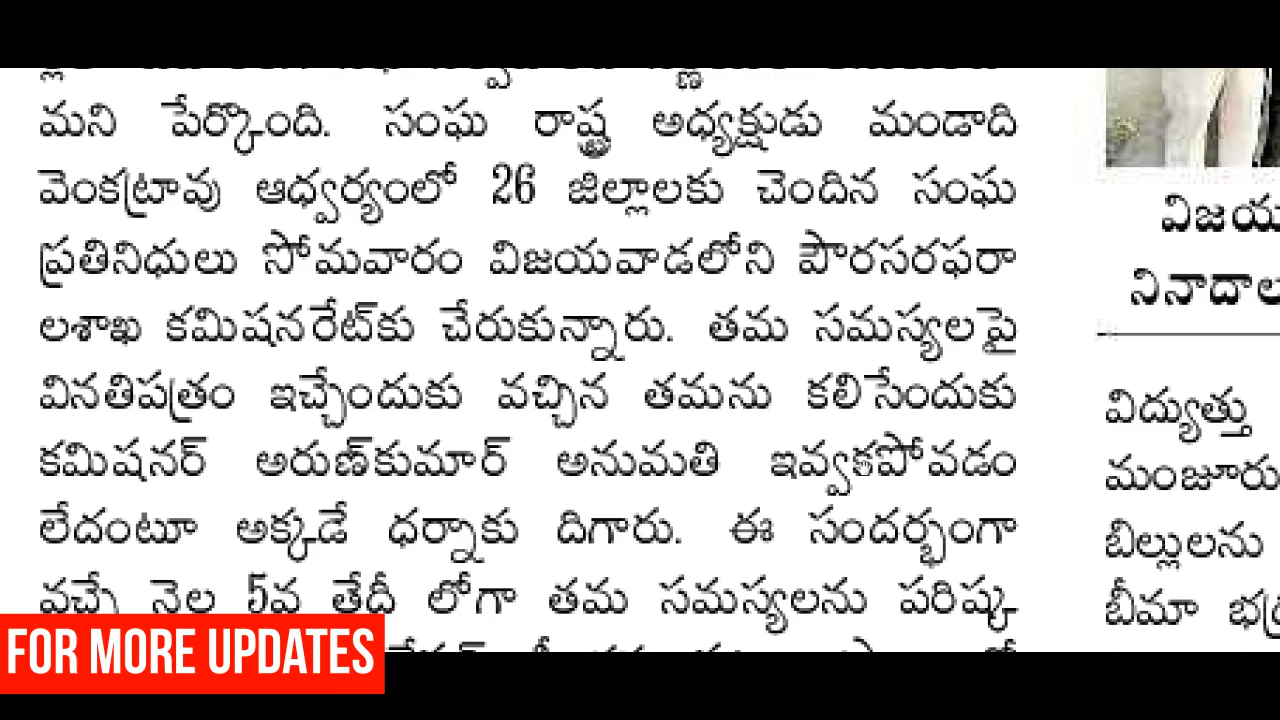 మని పేర్కొంది. సంఘ రాష్ట్ర అధ్యక్షుడు మండాది
వెంకట్రావు ఆధ్వర్యంలో 26 జిల్లాలకు చెందిన సంఘ
ప్రతినిధులు సోమవారం విజయవాడలోని పౌరసరఫరా
లశాఖ కమిషనరేట్‌కు చేరుకున్నారు. తమ సమస్యలపై
వినతిపత్రం ఇచ్చేందుకు వచ్చిన తమను కలిసేందుకు
కమిషనర్ అరుణ్‌కుమార్ అనుమతి ఇవ్వకపోవడం
లేదంటూ అక్కడే ధర్నాకు దిగారు. ఈ సందర్భంగా
వచ్చే నెల 5వ తేదీ లోగా తమ సమస్యలను పరిష్క
విజయ
నినాదాల
విద్యుత్తు
మంజూరు
బిల్లులను
బీమా
FOR MORE UPDATES